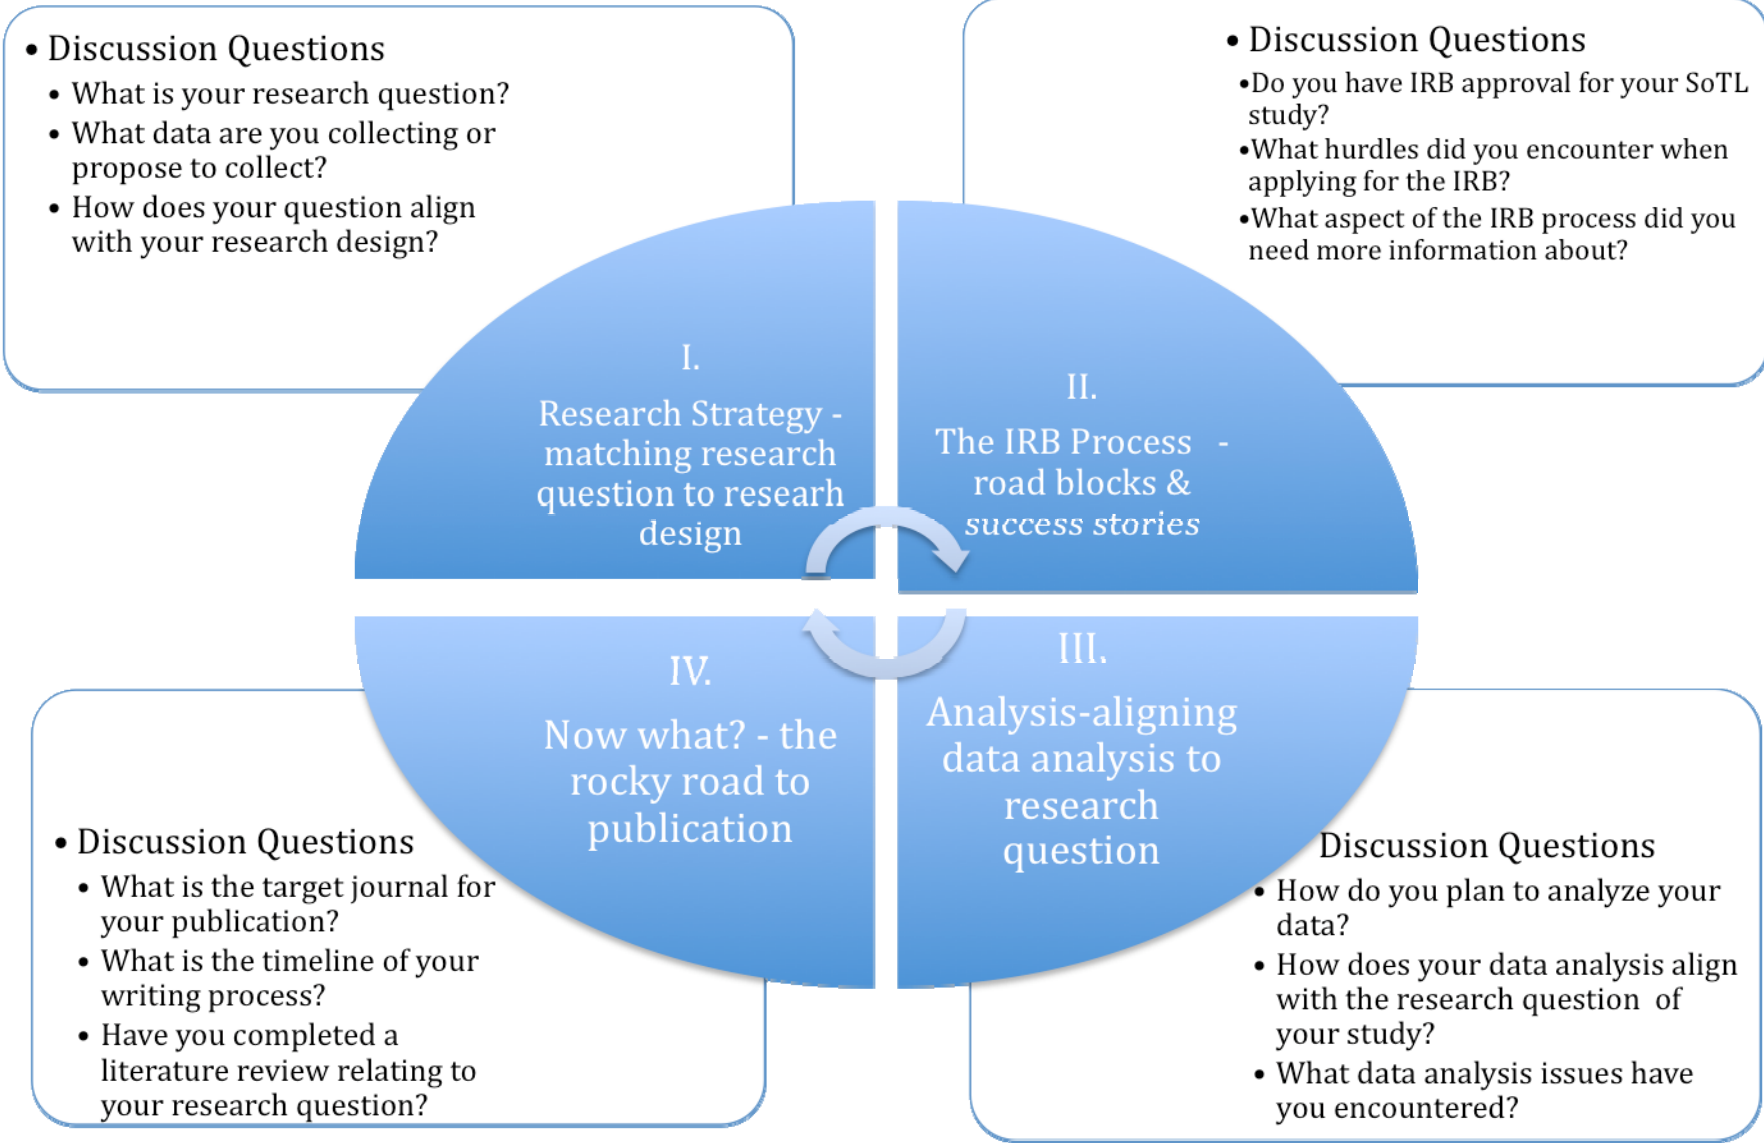 • Discussion Questions
• What is your research question?
• What data are you collecting or
propose to collect?
• How does your question align
with your research design?
• Discussion Questions
•Do you have IRB approval for your SoTL
study?
•What hurdles did you encounter when
applying for the IRB?
•What aspect of the IRB process did you
need more information about?
I.
Research Strategy -
matching research
question to researh
design
II.
The IRB Process -
road blocks &
success stories
III.
Analysis-aligning
data analysis to
research
question
IV.
Now what? - the
rocky road to
publication
Discussion Questions
• How do you plan to analyze your
data?
• How does your data analysis align
with the research question of
your study?
• What data analysis issues have
you encountered?
• Discussion Questions
• What is the target journal for
your publication?
• What is the timeline of your
writing process?
• Have you completed a
literature review relating to
your research question?